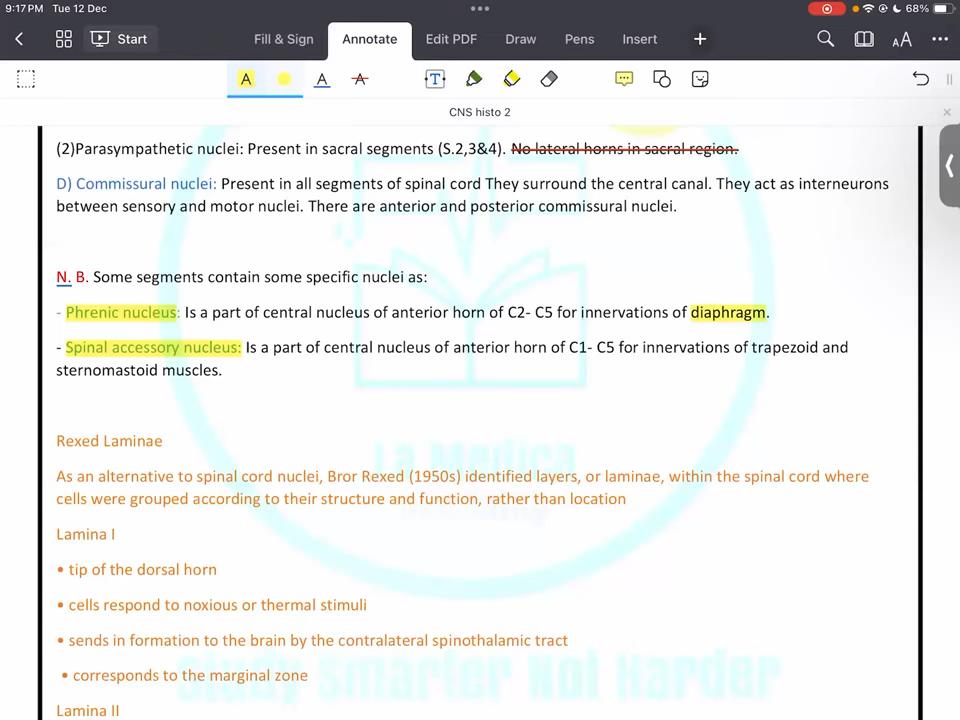 9:17 PM Tue 12 Dec 68%
Start Fill & Sign Annotate Edit PDF Draw Pens Insert + AA
A A A T
CNS histo 2
(2)Parasympathetic nuclei: Present in sacral segments (S.2,3&4). No lateral horns in sacral region.
D) Commissural nuclei: Present in all segments of spinal cord They surround the central canal. They act as interneurons
between sensory and motor nuclei. There are anterior and posterior commissural nuclei.
N. B. Some segments contain some specific nuclei as:
- Phrenic nucleus: Is a part of central nucleus of anterior horn of C2- C5 for innervations of diaphragm.
- Spinal accessory nucleus: Is a part of central nucleus of anterior horn of C1- C5 for innervations of trapezoid and
sternomastoid muscles.
La Medica
Rexed Laminae
As an alternative to spinal cord nuclei, Bror Rexed (1950s) identified layers, or laminae, within the spinal cord where
cells were grouped according to their structure and function, rather than location
Lamina I
• tip of the dorsal horn
• cells respond to noxious or thermal stimuli
• sends in formation to the brain by the contralateral spinothalamic tract
• corresponds to the marginal zone
Study Smarter Not Harder
Lamina II